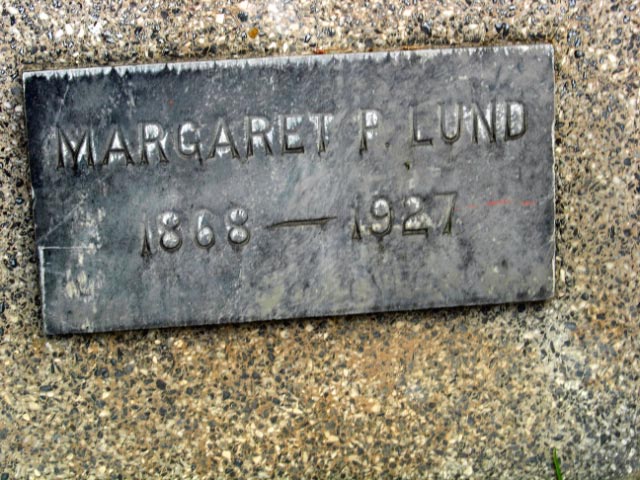 MARGARET P. LUND
1868 — 1927